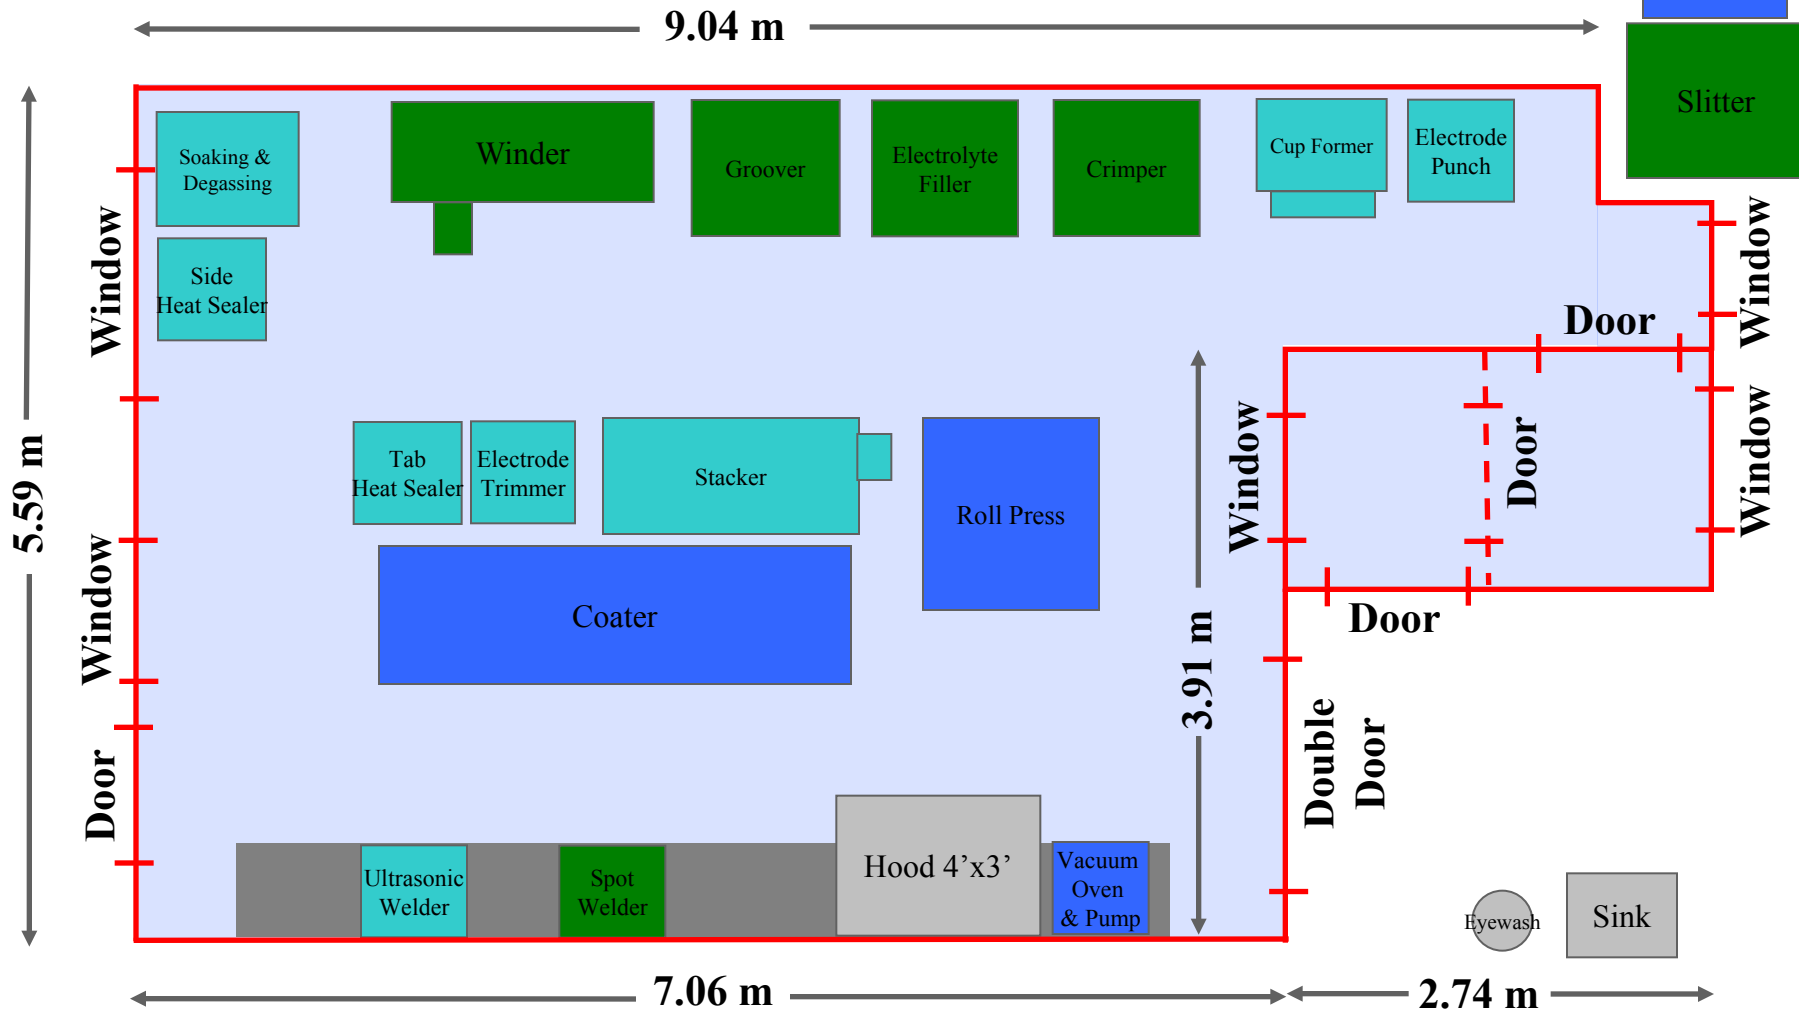 9.04 m
Slitter
Soaking &
Degassing
Winder
Groover
Electrolyte
Filler
Crimper
Cup Former
Electrode
Punch
Window
Side
Heat Sealer
Window
Door
5.59 m
Tab
Heat Sealer
Electrode
Trimmer
Stacker
Roll Press
Window
Door
Window
Window
Coater
3.91 m
Door
Door
Double
Door
Ultrasonic
Welder
Spot
Welder
Hood 4’x3’
Vacuum
Oven
& Pump
Eyewash
Sink
7.06 m
2.74 m